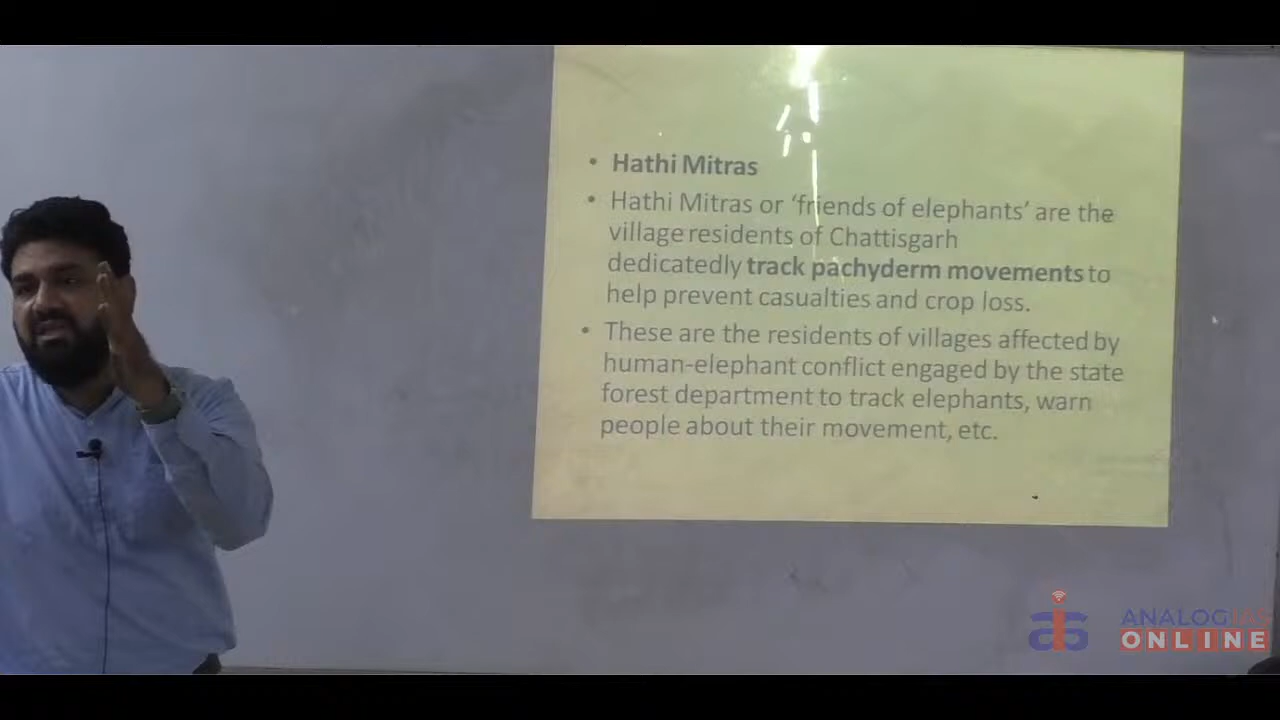 • Hathi Mitras
• Hathi Mitras or ‘friends of elephants’ are the
village residents of Chattisgarh
dedicatedly track pachyderm movements to
help prevent casualties and crop loss.
• These are the residents of villages affected by
human-elephant conflict engaged by the state
forest department to track elephants, warn
people about their movement, etc.
ais
ANALOG IAS
ONLINE